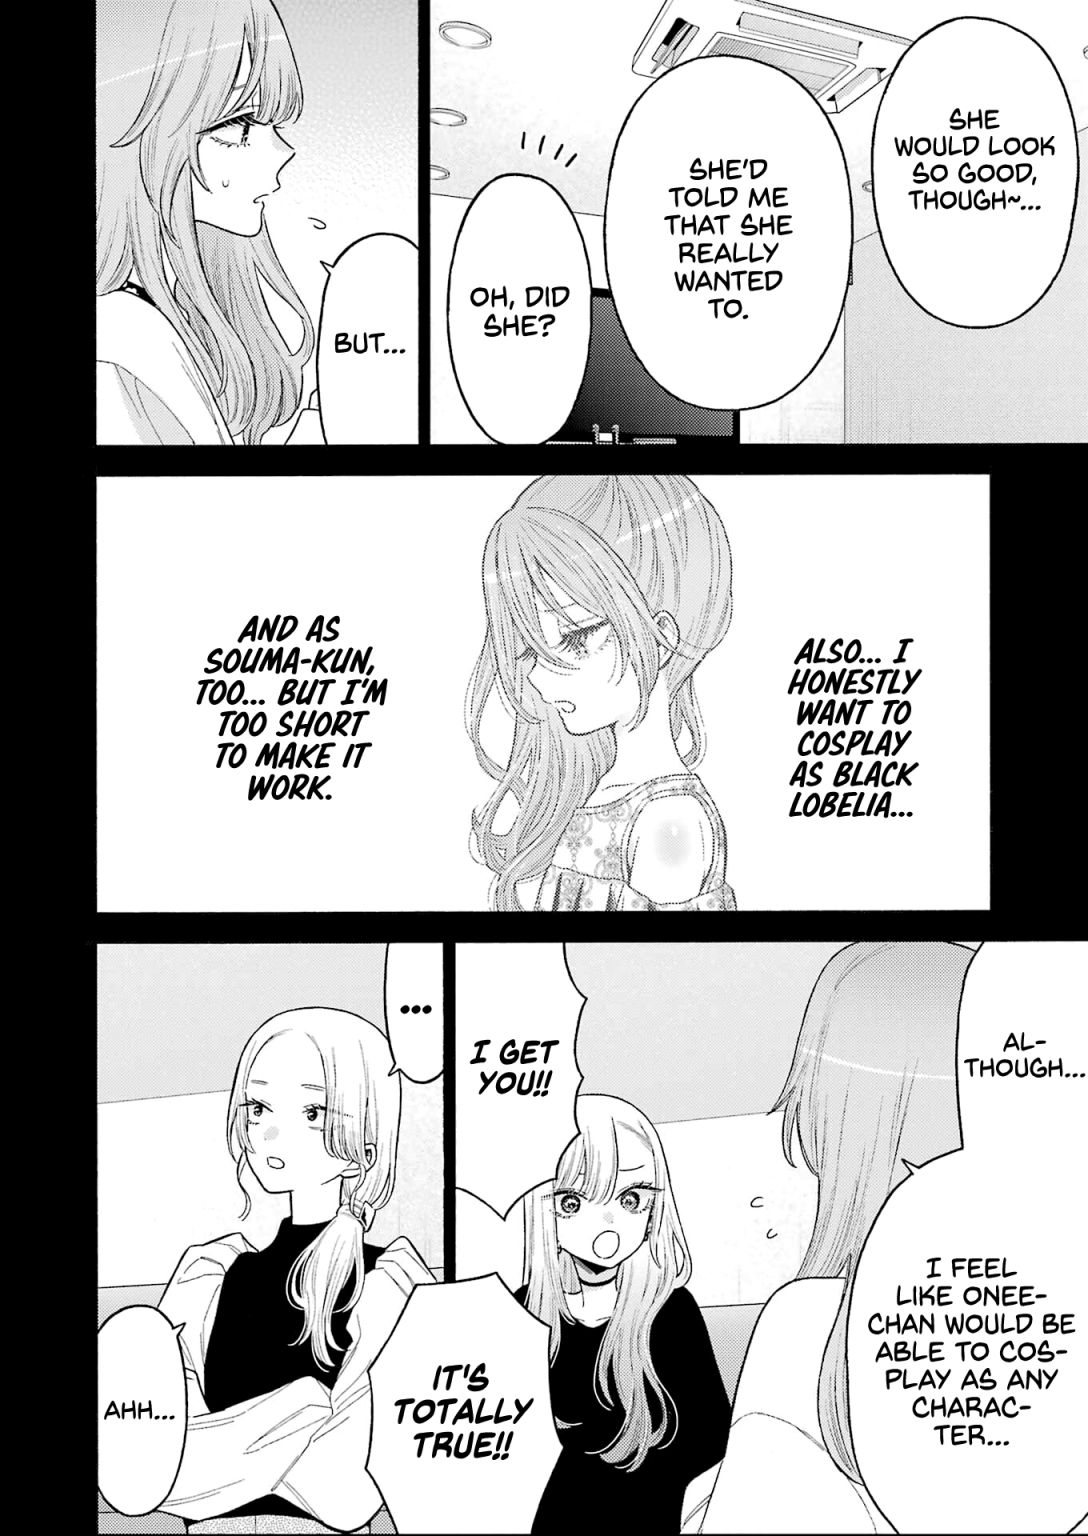 SHE
WOULD LOOK
SO GOOD,
THOUGH~...
SHE'D
TOLD ME
THAT SHE
REALLY
WANTED
TO.
OH, DID
SHE?
BUT...
ALSO... I
HONESTLY
WANT TO
COSPLAY
AS BLACK
LOBELIA...
AND AS
SOUMA-KUN,
TOO... BUT I'M
TOO SHORT
TO MAKE IT
WORK.
AL-
THOUGH...
I FEEL
LIKE ONEE-
CHAN WOULD BE
ABLE TO COS-
PLAY AS ANY
CHARAC-
TER...
I GET
YOU!!
IT'S
TOTALLY
TRUE!!
...
AHH...